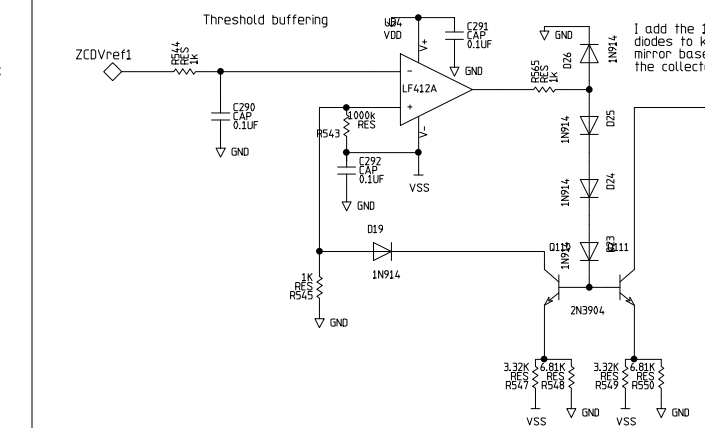 Threshold buffering
I add the 1
diodes to k
mirror base
the collect
ZCDVref1
R544
RES
1k
C290
CAP
0.1UF
GND
VDD
C291
CAP
0.1UF
GND
V+
LF412A
V-
1000k
RES
R543
C292
CAP
0.1UF
GND
VSS
R565
RES
1k
GND
D26
1N914
1N914
D25
1N914
D24
1N914
D23
D19
1N914
1K
RES
R545
GND
Q111
2N3904
3.32K
RES
R547
6.81K
RES
R548
VSS
GND
3.32K
RES
R549
6.81K
RES
R550
VSS
GND